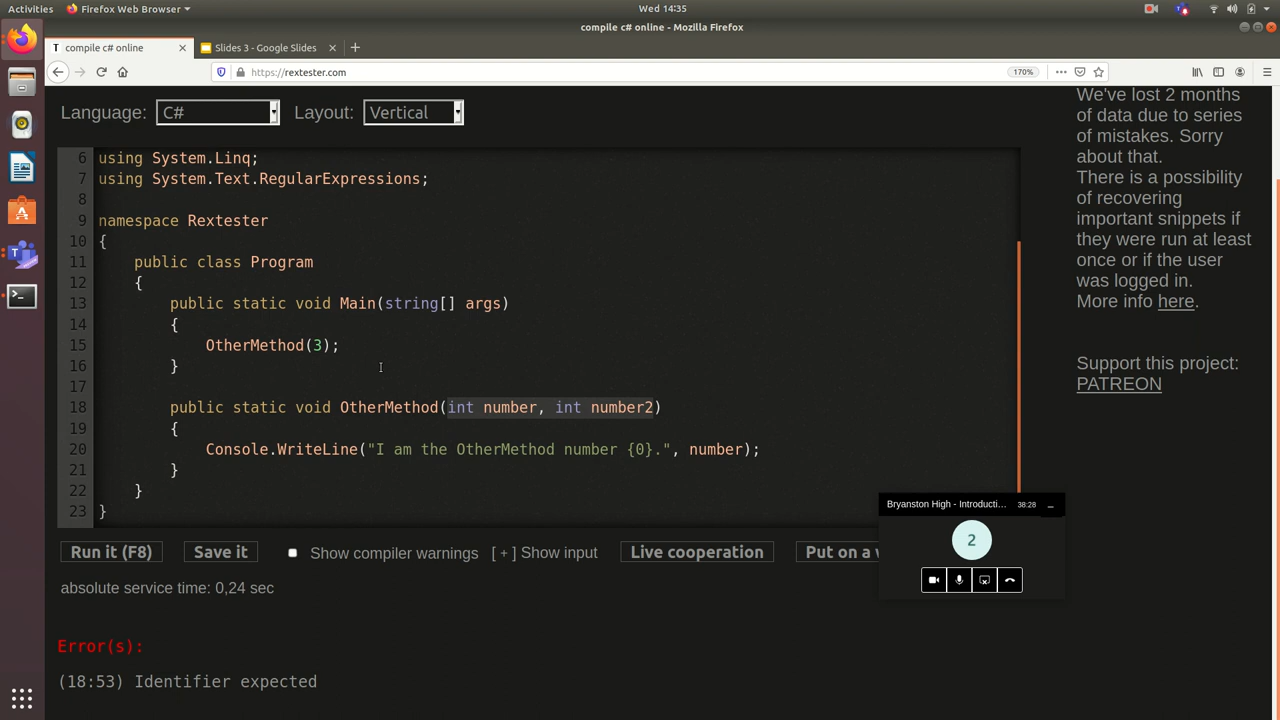 Activities
Firefox Web Browser
Wed 14:35
compile c# online - Mozilla Firefox
T compile c# online
Slides 3 - Google Slides
https://rextester.com
170%
Language: C# Layout: Vertical
6 using System.Linq;
7 using System.Text.RegularExpressions;
8
9 namespace Rextester
10 {
11 public class Program
12 {
13 public static void Main(string[] args)
14 {
15 OtherMethod(3);
16 }
17
18 public static void OtherMethod(int number, int number2)
19 {
20 Console.WriteLine("I am the OtherMethod number {0}.", number);
21 }
22 }
23 }
We've lost 2 months
of data due to series
of mistakes. Sorry
about that.
There is a possibility
of recovering
important snippets if
they were run at least
once or if the user
was logged in.
More info here.
Support this project:
PATREON
Bryanston High - Introducti... 38:28
2
Run it (F8) Save it Show compiler warnings [ + ] Show input Live cooperation Put on a
absolute service time: 0,24 sec
Error(s):
(18:53) Identifier expected